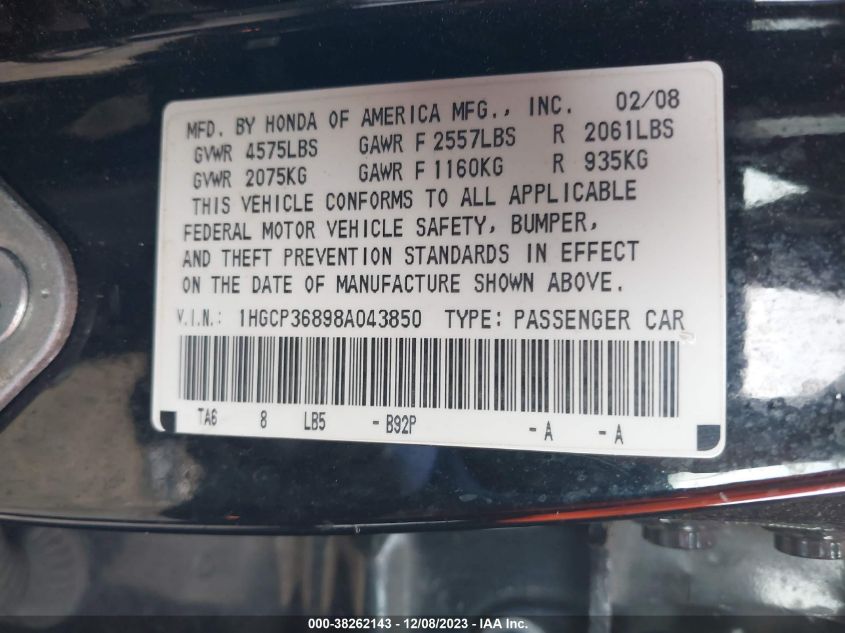 MFD. BY HONDA OF AMERICA MFG., INC. 02/08
GVWR 4575LBS GAWR F 2557LBS R 2061LBS
GVWR 2075KG GAWR F 1160KG R 935KG
THIS VEHICLE CONFORMS TO ALL APPLICABLE
FEDERAL MOTOR VEHICLE SAFETY, BUMPER,
AND THEFT PREVENTION STANDARDS IN EFFECT
ON THE DATE OF MANUFACTURE SHOWN ABOVE.
V.I.N.: 1HGCP36898A043850 TYPE: PASSENGER CAR
TA6 8 LB5 - B92P - A - A
000-38262143 - 12/08/2023 - IAA Inc.